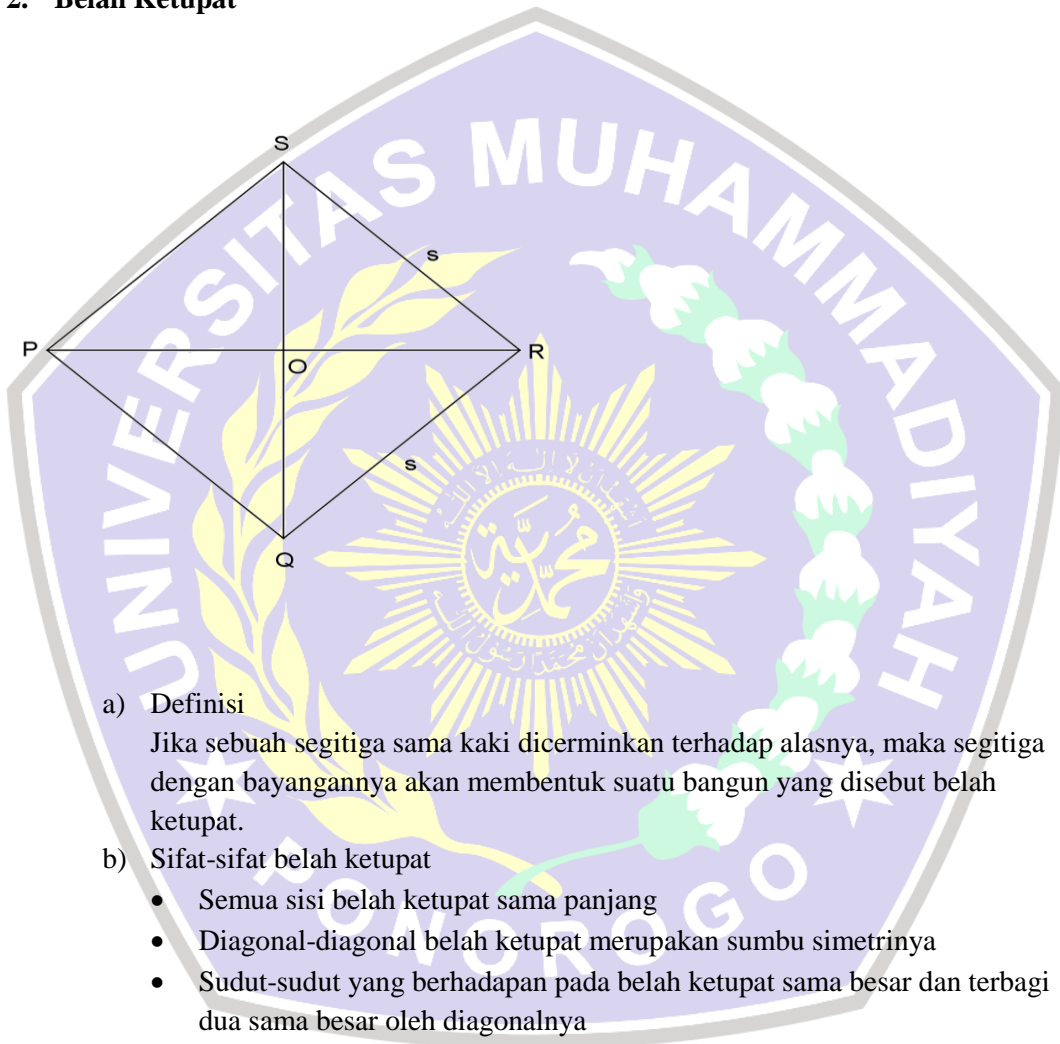 2. Belah Ketupat
UNIVERSITAS MUHAMMADIYAH
PONOROGO
S
s
P
R
O
s
Q
a) Definisi
Jika sebuah segitiga sama kaki dicerminkan terhadap alasnya, maka segitiga
dengan bayangannya akan membentuk suatu bangun yang disebut belah
ketupat.
b) Sifat-sifat belah ketupat
• Semua sisi belah ketupat sama panjang
• Diagonal-diagonal belah ketupat merupakan sumbu simetrinya
• Sudut-sudut yang berhadapan pada belah ketupat sama besar dan terbagi
dua sama besar oleh diagonalnya